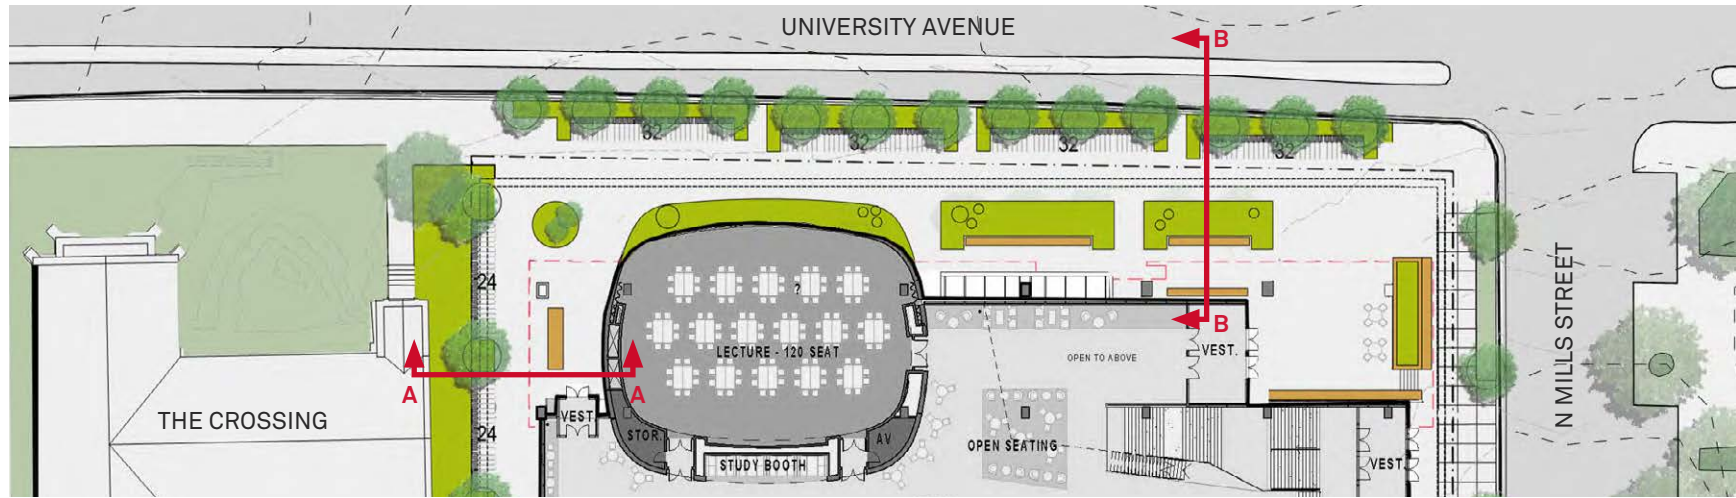 UNIVERSITY AVENUE
B
32
32
32
32
24
?
N MILLS STREET
B
LECTURE - 120 SEAT
OPEN TO ABOVE
VEST.
A
A
THE CROSSING
VEST
24
STOR.
AV
OPEN SEATING
STUDY BOOTH
VEST.